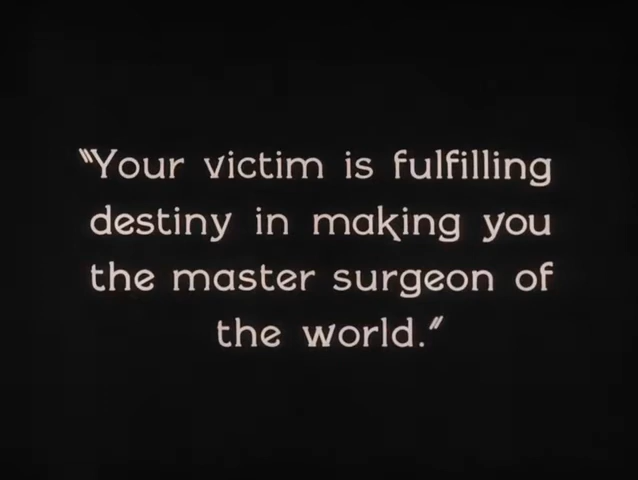 "Your victim is fulfilling
destiny in making you
the master surgeon of
the world."